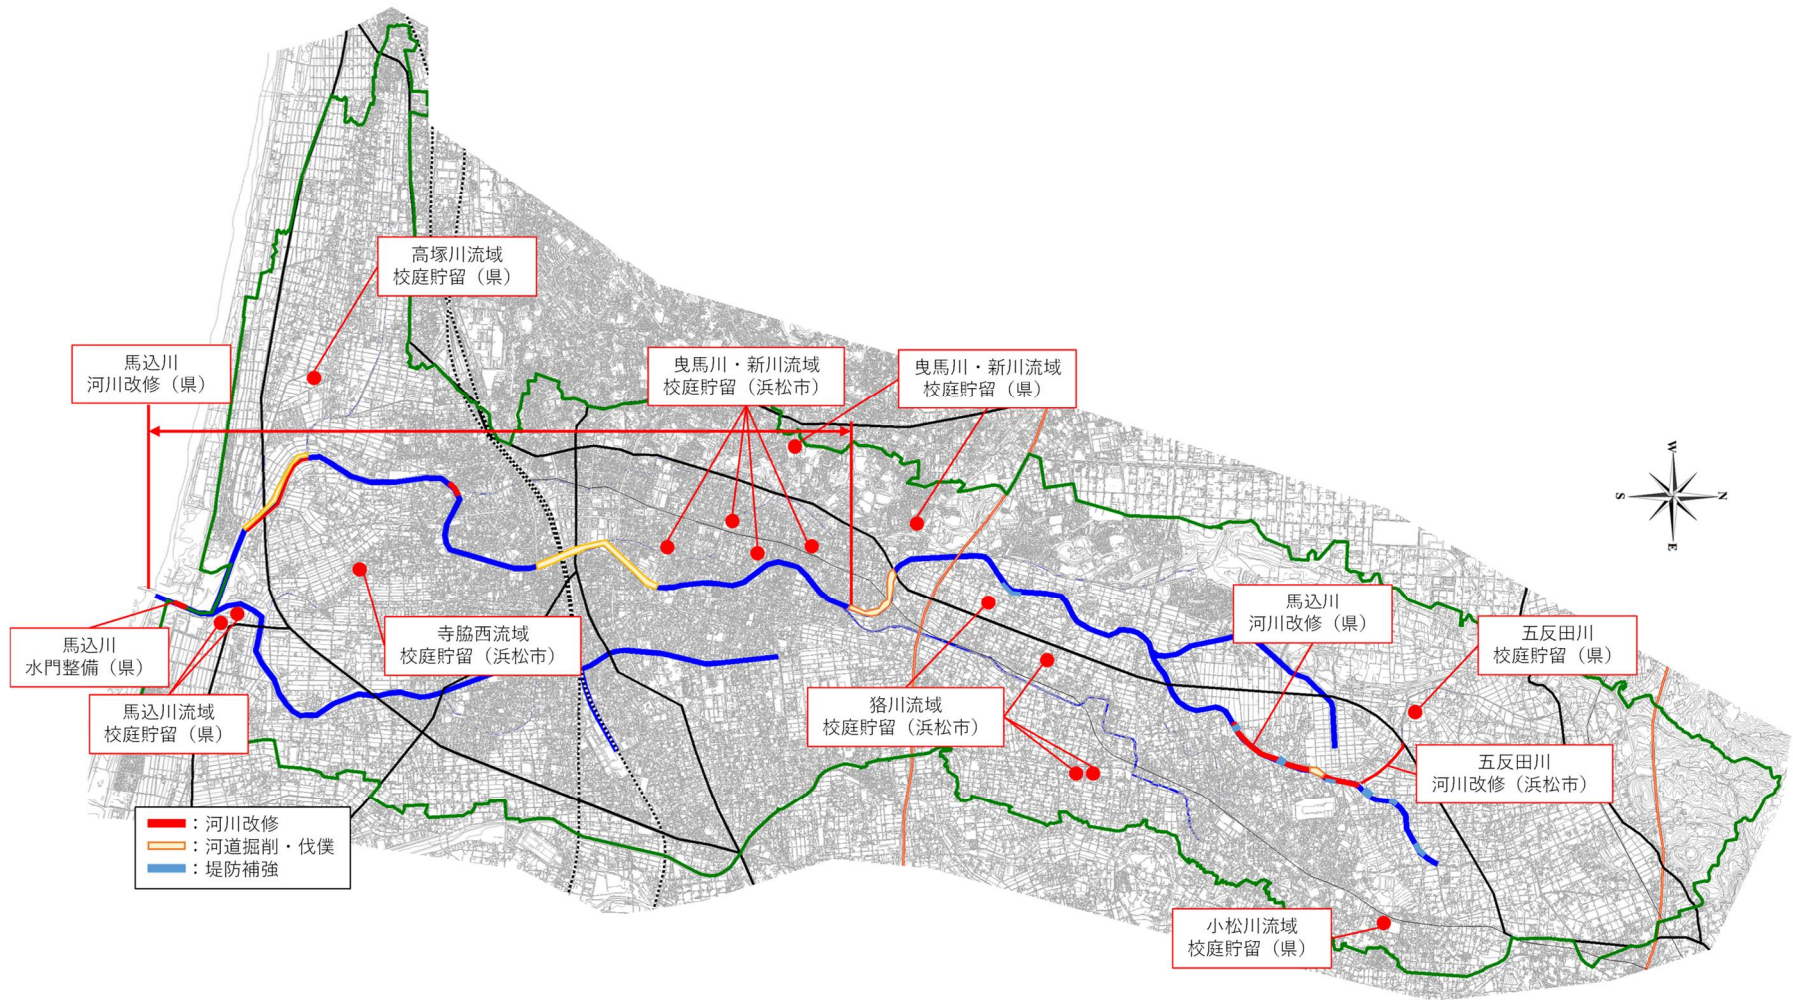 高塚川流域
校庭貯留（県）
馬込川
河川改修（県）
曳馬川・新川流域
校庭貯留（浜松市）
曳馬川・新川流域
校庭貯留（県）
W
S
N
E
馬込川
河川改修（県）
五反田川
校庭貯留（県）
寺脇西流域
校庭貯留（浜松市）
馬込川
水門整備（県）
馬込川流域
校庭貯留（県）
狢川流域
校庭貯留（浜松市）
五反田川
河川改修（浜松市）
：河川改修
：河道掘削・伐僕
：堤防補強
小松川流域
校庭貯留（県）